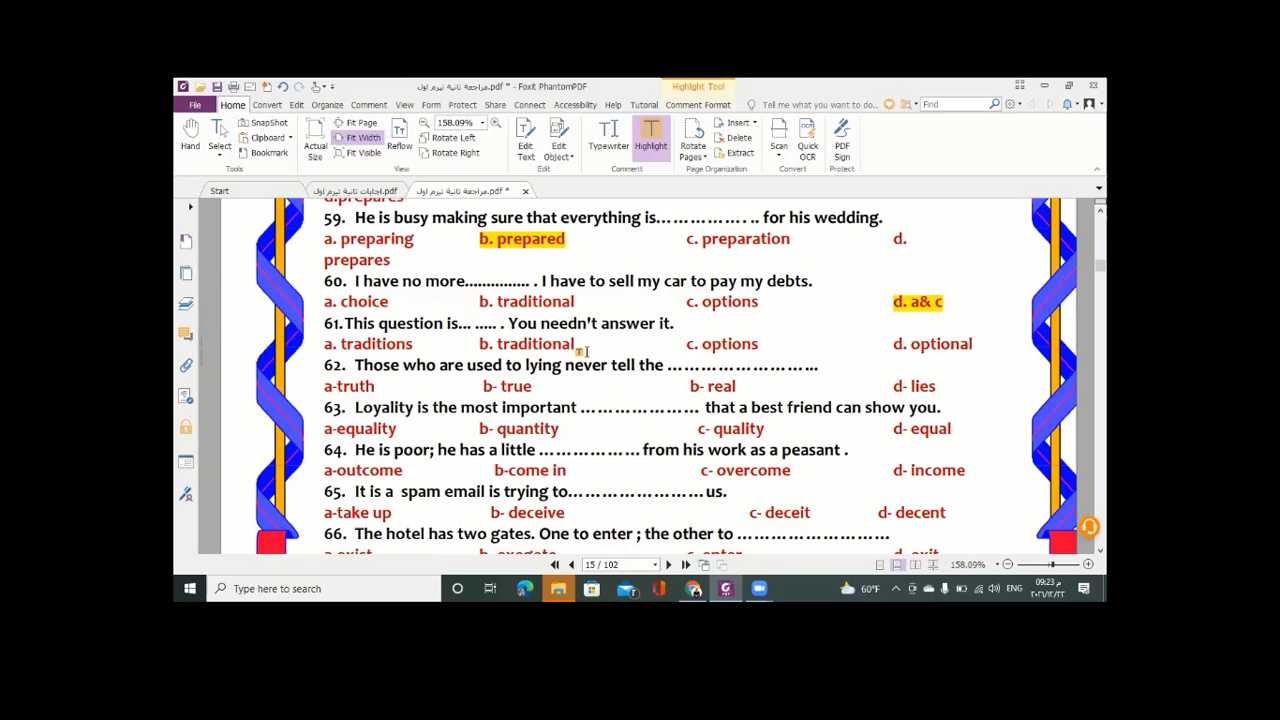 مراجعة ثانية تيرم اول.pdf * - Foxit PhantomPDF
Highlight Tool
File Home Convert Edit Organize Comment View Form Protect Share Connect Accessibility Help Tutorial Comment Format Tell me what you want to do... Find
Hand Select SnapShot Clipboard Bookmark Actual Size Fit Page Fit Width Fit Visible Reflow 158.09% Rotate Left Rotate Right Edit Text Edit Object Typewriter Highlight Rotate Pages Insert Delete Extract Scan Quick OCR PDF Sign
Tools View Edit Comment Page Organization Convert Protect
Start اجابات ثانية تيرم اول.pdf مراجعة ثانية تيرم اول.pdf *
d.prepares
59. He is busy making sure that everything is................. .. for his wedding.
a. preparing b. prepared c. preparation d.
prepares
60. I have no more............... . I have to sell my car to pay my debts.
a. choice b. traditional c. options d. a& c
61.This question is... ..... . You needn't answer it.
a. traditions b. traditional c. options d. optional
62. Those who are used to lying never tell the ………………………...
a-truth b- true b- real d- lies
63. Loyality is the most important ………………… that a best friend can show you.
a-equality b- quantity c- quality d- equal
64. He is poor; he has a little ……………… from his work as a peasant .
a-outcome b-come in c- overcome d- income
65. It is a spam email is trying to…………………… us.
a-take up b- deceive c- deceit d- decent
66. The hotel has two gates. One to enter ; the other to ………………………
a-exist b- exogate c- enter d- exit
15 / 102 158.09%
Type here to search 60°F ENG 09:23 م
٢٠٢١/١٢/٢٢